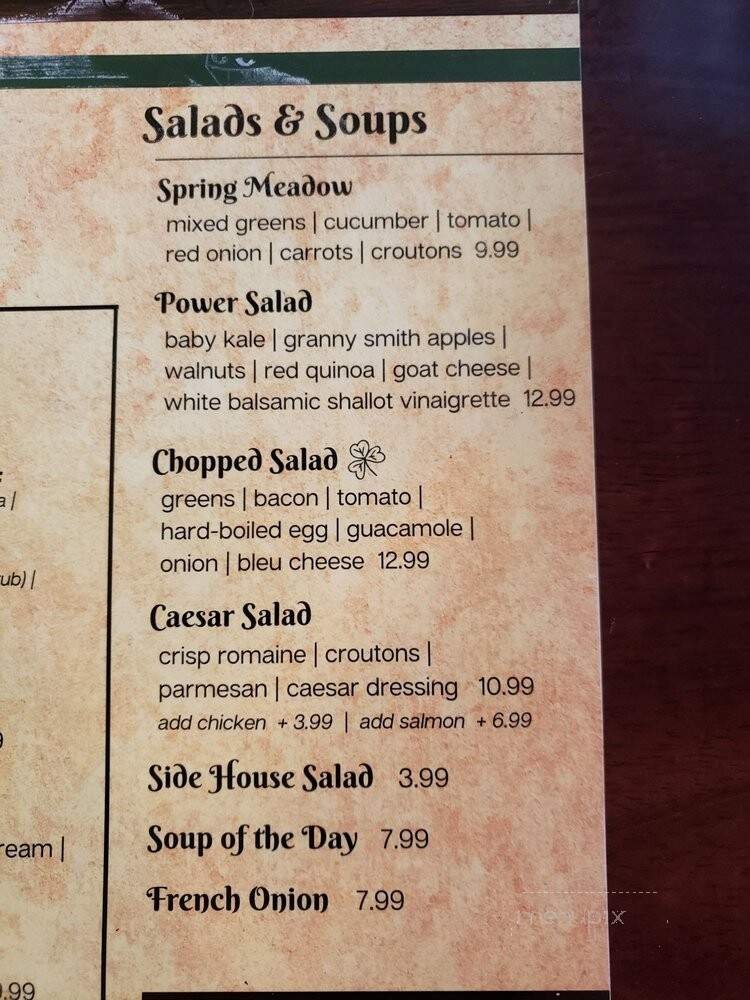 Salads & Soups
Spring Meadow
mixed greens | cucumber | tomato |
red onion | carrots | croutons 9.99
Power Salad
baby kale | granny smith apples |
walnuts | red quinoa | goat cheese |
white balsamic shallot vinaigrette 12.99
Chopped Salad
greens | bacon | tomato |
hard-boiled egg | guacamole |
onion | bleu cheese 12.99
Caesar Salad
crisp romaine | croutons |
parmesan | caesar dressing 10.99
add chicken + 3.99 | add salmon + 6.99
Side House Salad 3.99
Soup of the Day 7.99
French Onion 7.99